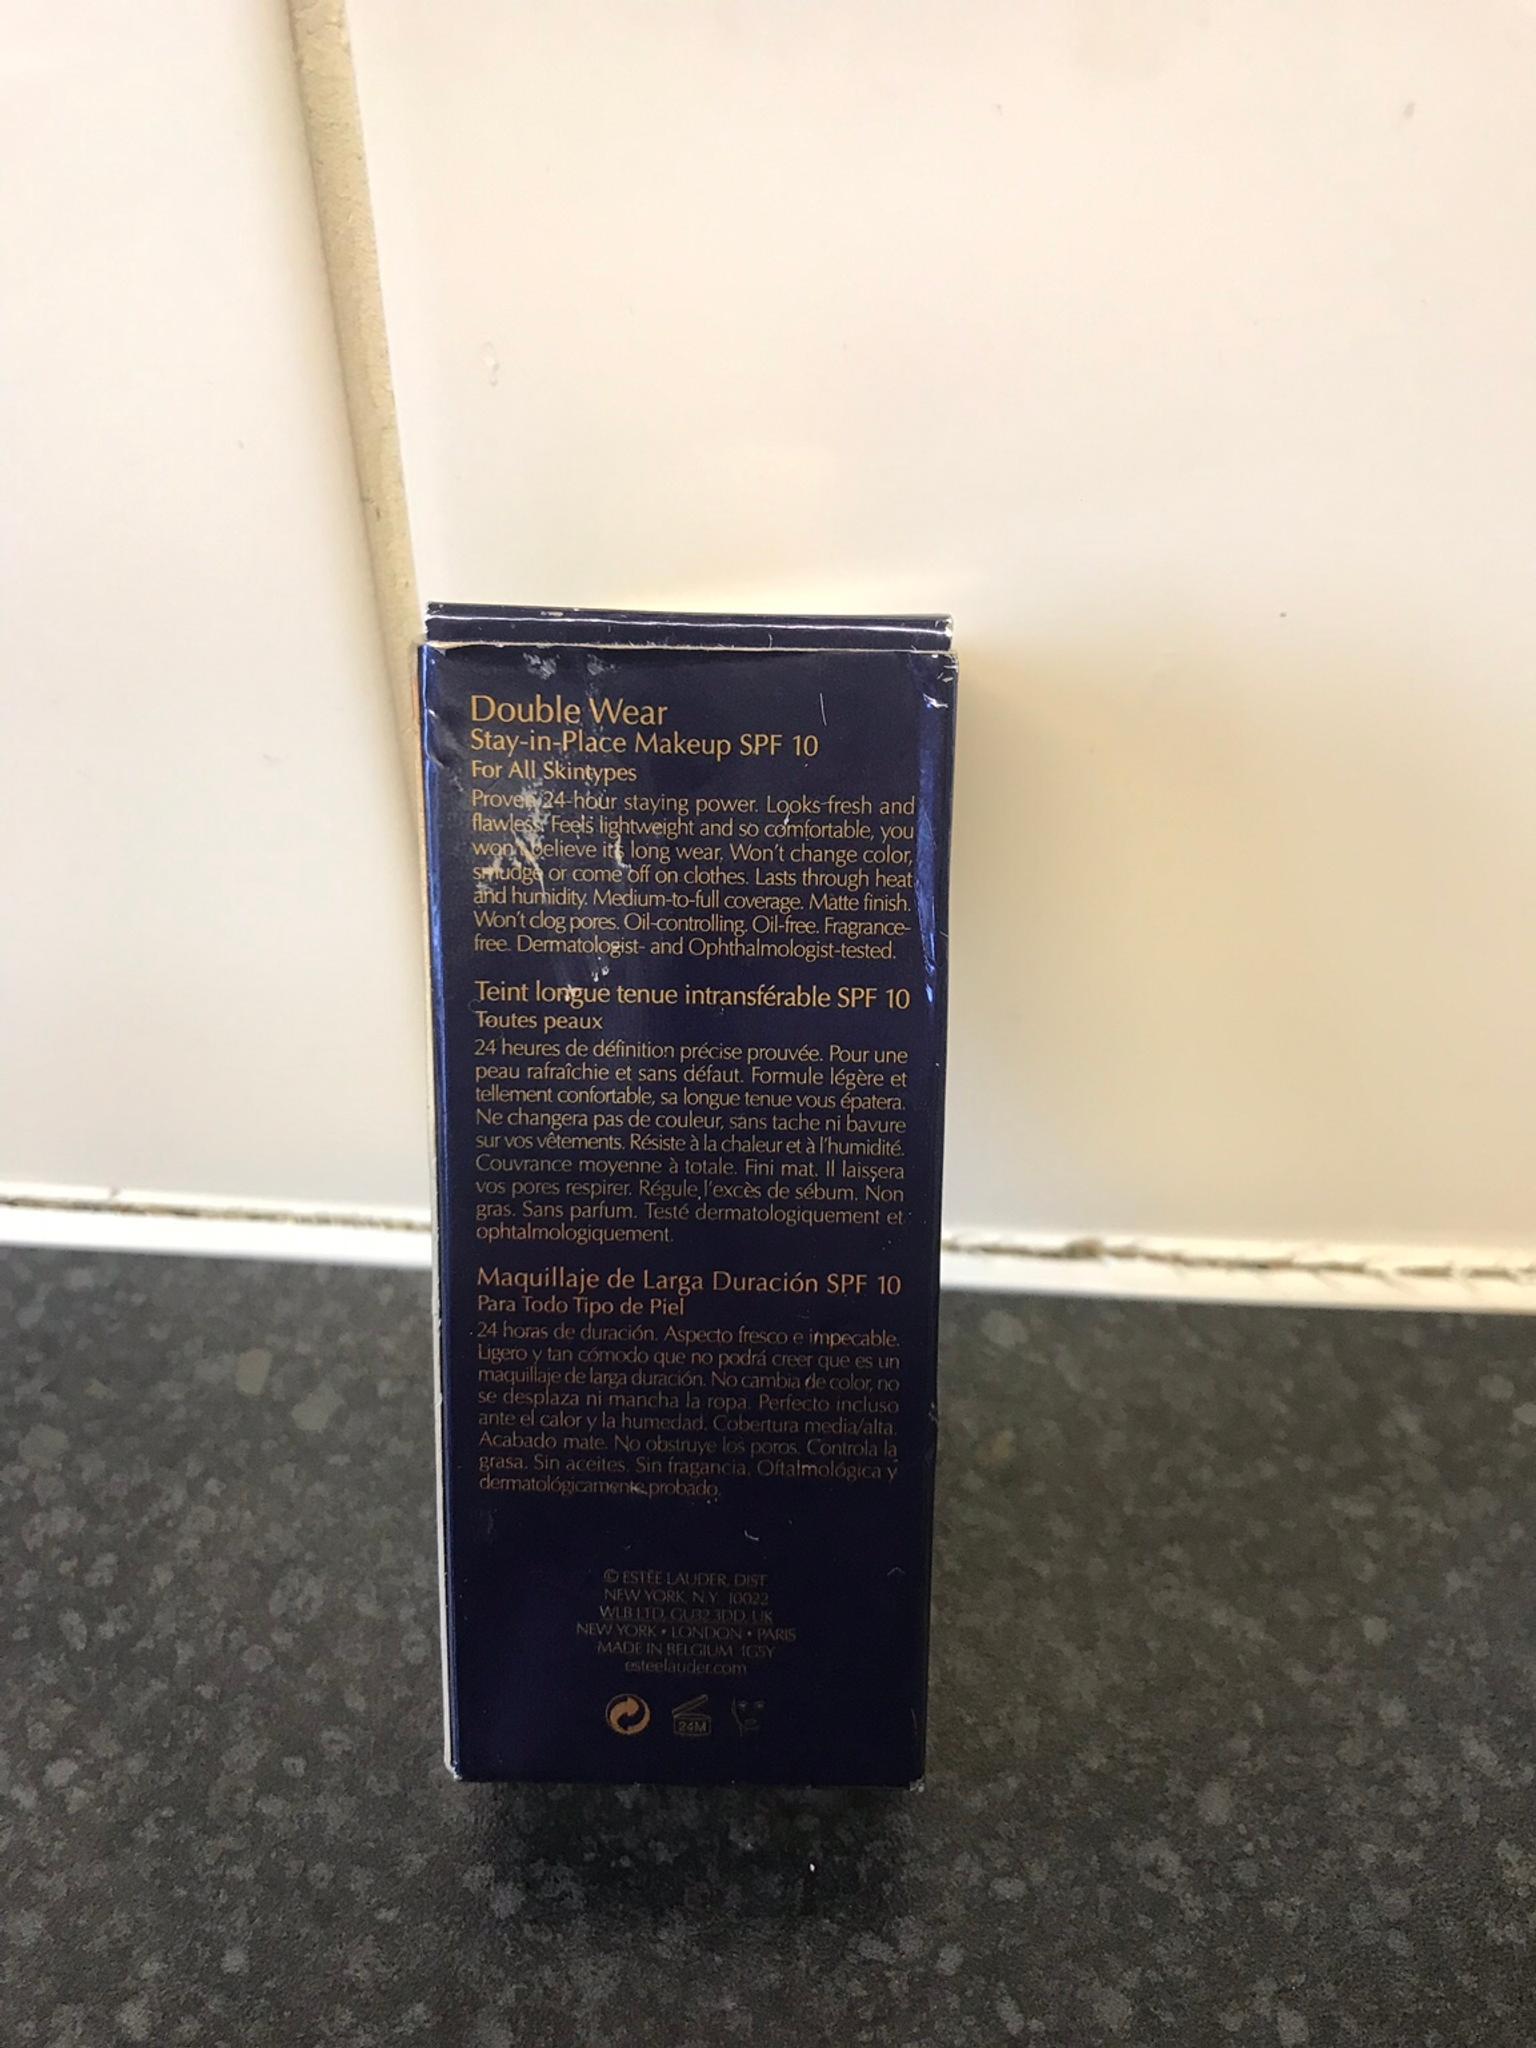 Double Wear
Stay-in-Place Makeup SPF 10
For All Skintypes
Proven 24-hour staying power. Looks fresh and
flawless. Feels lightweight and so comfortable, you
won't believe it's long wear. Won't change color,
smudge or come off on clothes. Lasts through heat
and humidity. Medium-to-full coverage. Matte finish.
Won't clog pores. Oil-controlling. Oil-free. Fragrance-
free. Dermatologist- and Ophthalmologist-tested.
Teint longue tenue intransférable SPF 10
Toutes peaux
24 heures de définition précise prouvée. Pour une
peau rafraîchie et sans défaut. Formule légère et
tellement confortable, sa longue tenue vous épatera.
Ne changera pas de couleur, sans tache ni bavure
sur vos vêtements. Résiste à la chaleur et à l'humidité.
Couvrance moyenne à totale. Fini mat. Il laissera
vos pores respirer. Régule l'excès de sébum. Non
gras. Sans parfum. Testé dermatologiquement et
ophtalmologiquement.
Maquillaje de Larga Duración SPF 10
Para Todo Tipo de Piel
24 horas de duración. Aspecto fresco e impecable.
Ligero y tan cómodo que no podrá creer que es un
maquillaje de larga duración. No cambia de color, no
se desplaza ni mancha la ropa. Perfecto incluso
ante el calor y la humedad. Cobertura media/alta.
Acabado mate. No obstruye los poros. Controla la
grasa. Sin aceites. Sin fragancia. Oftalmológica y
dermatológicamente probado.
© ESTĒE LAUDER, DIST.
NEW YORK, N.Y. 10022
WLB LTD, GU32 3DD, UK
NEW YORK • LONDON • PARIS
MADE IN BELGIUM 1G5Y
esteelauder.com
24M